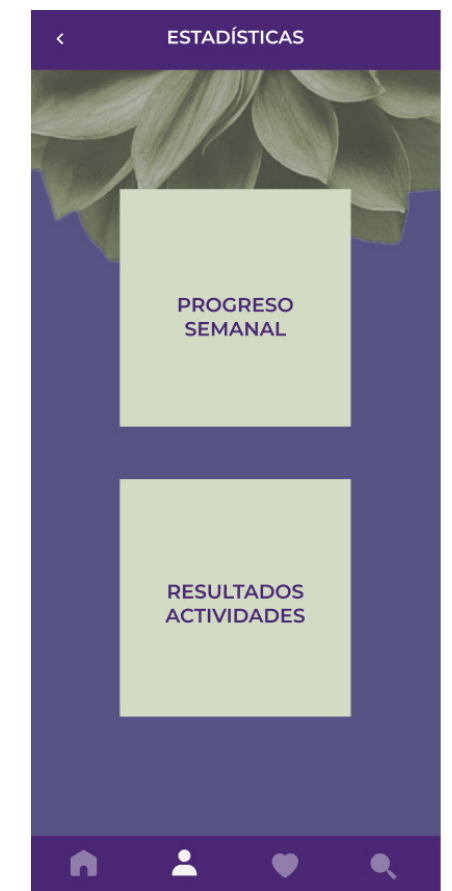 ESTADÍSTICAS
PROGRESO
SEMANAL
RESULTADOS
ACTIVIDADES